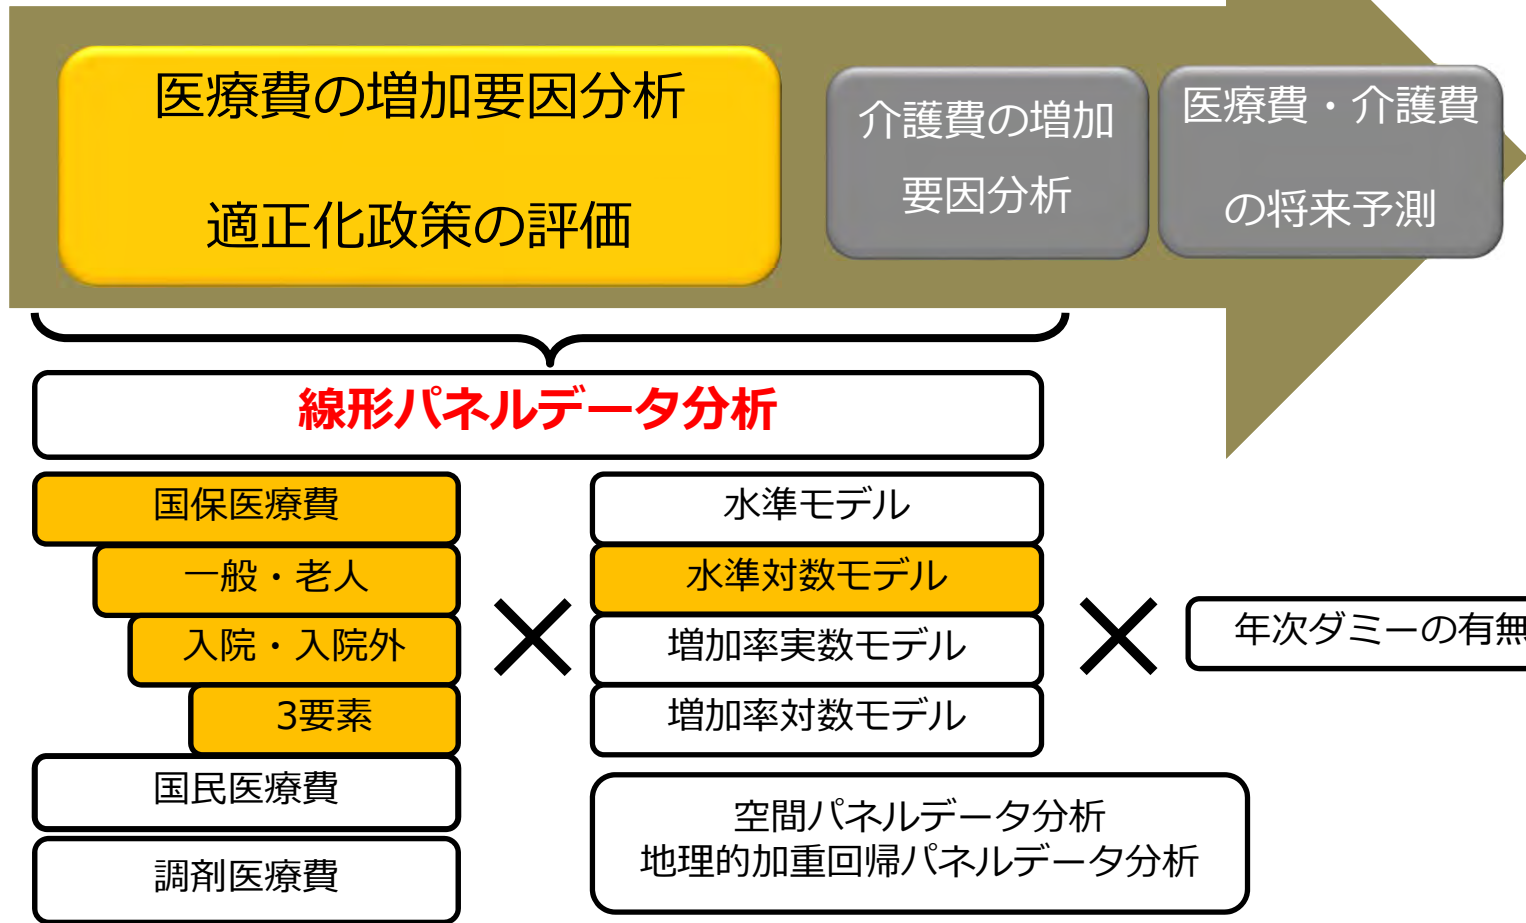 医療費の増加要因分析
適正化政策の評価
介護費の増加
要因分析
医療費・介護費
の将来予測
線形パネルデータ分析
国保医療費
一般・老人
入院・入院外
3要素
国民医療費
調剤医療費
×
水準モデル
水準対数モデル
増加率実数モデル
増加率対数モデル
空間パネルデータ分析
地理的加重回帰パネルデータ分析
×
年次ダミーの有無